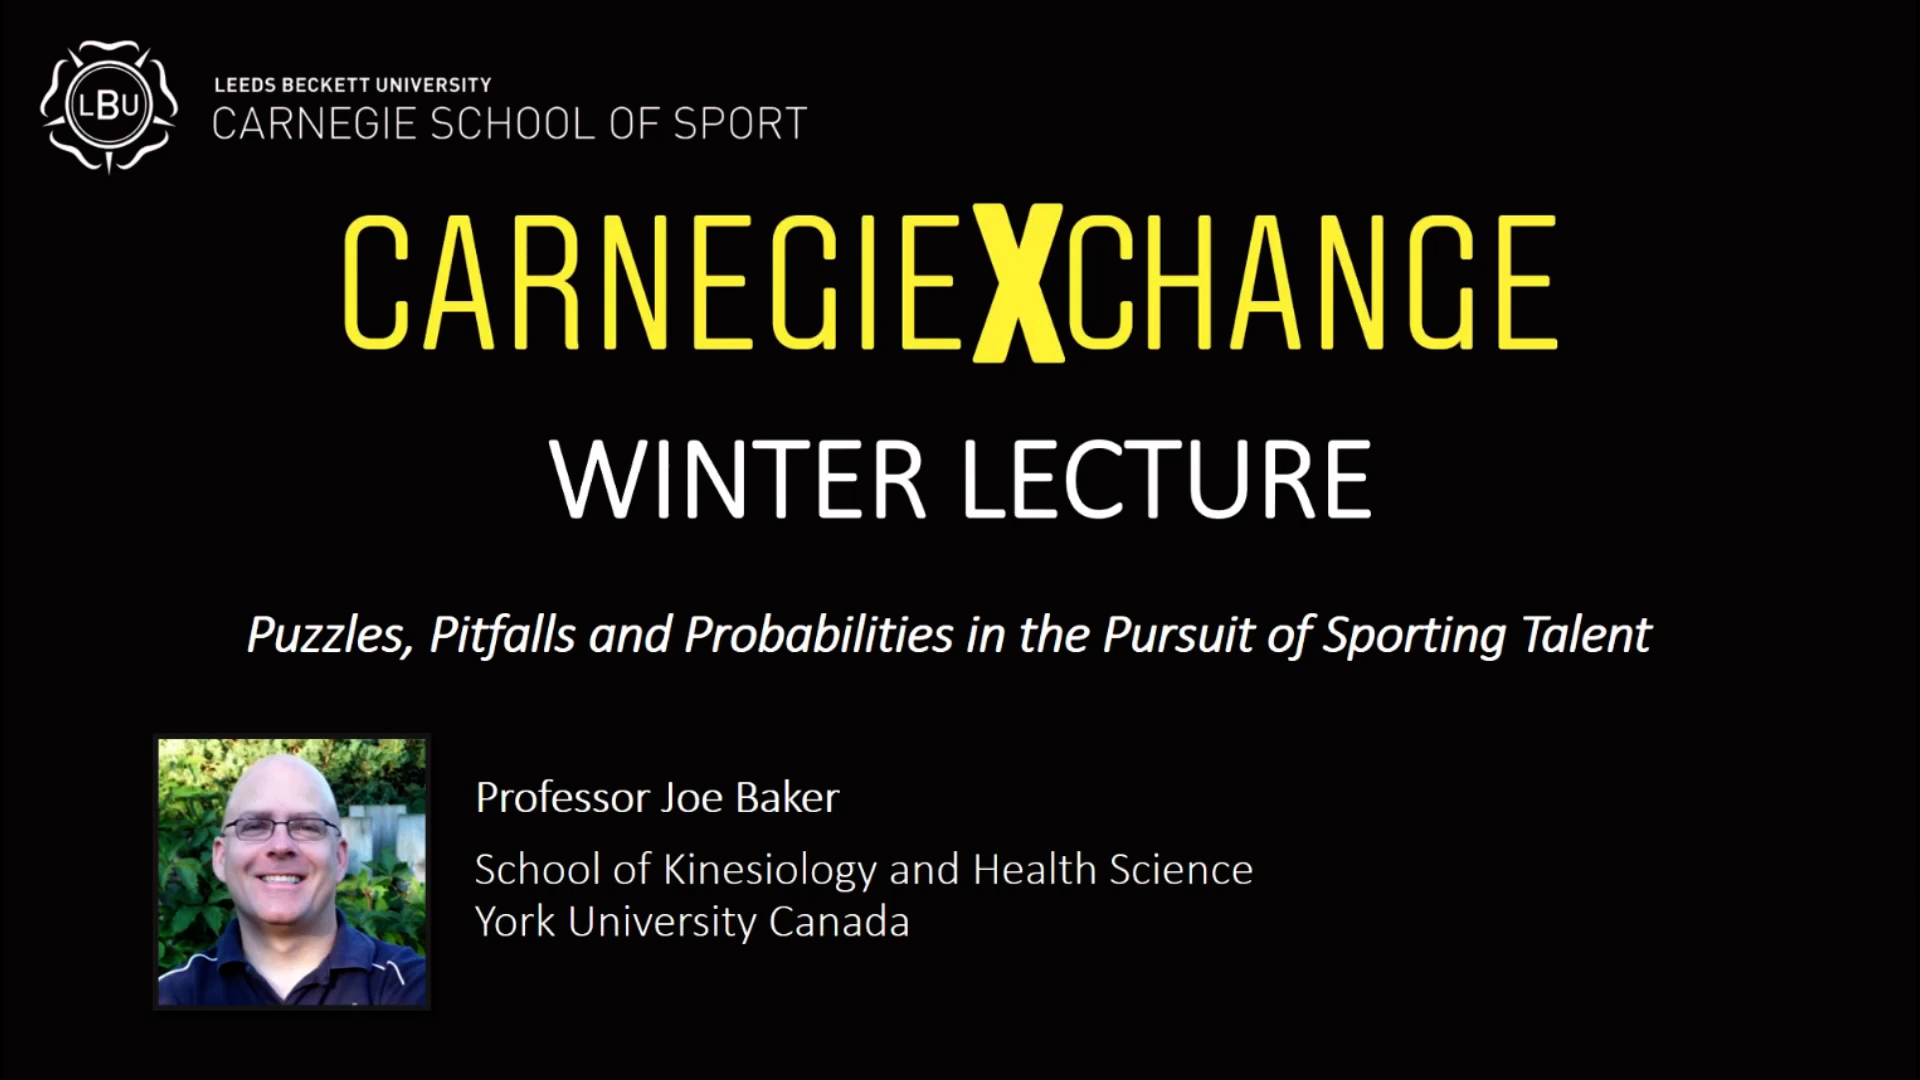 LBU
LEEDS BECKETT UNIVERSITY
CARNEGIE SCHOOL OF SPORT
CARNEGIEXCHANGE
WINTER LECTURE
Puzzles, Pitfalls and Probabilities in the Pursuit of Sporting Talent
Professor Joe Baker
School of Kinesiology and Health Science
York University Canada